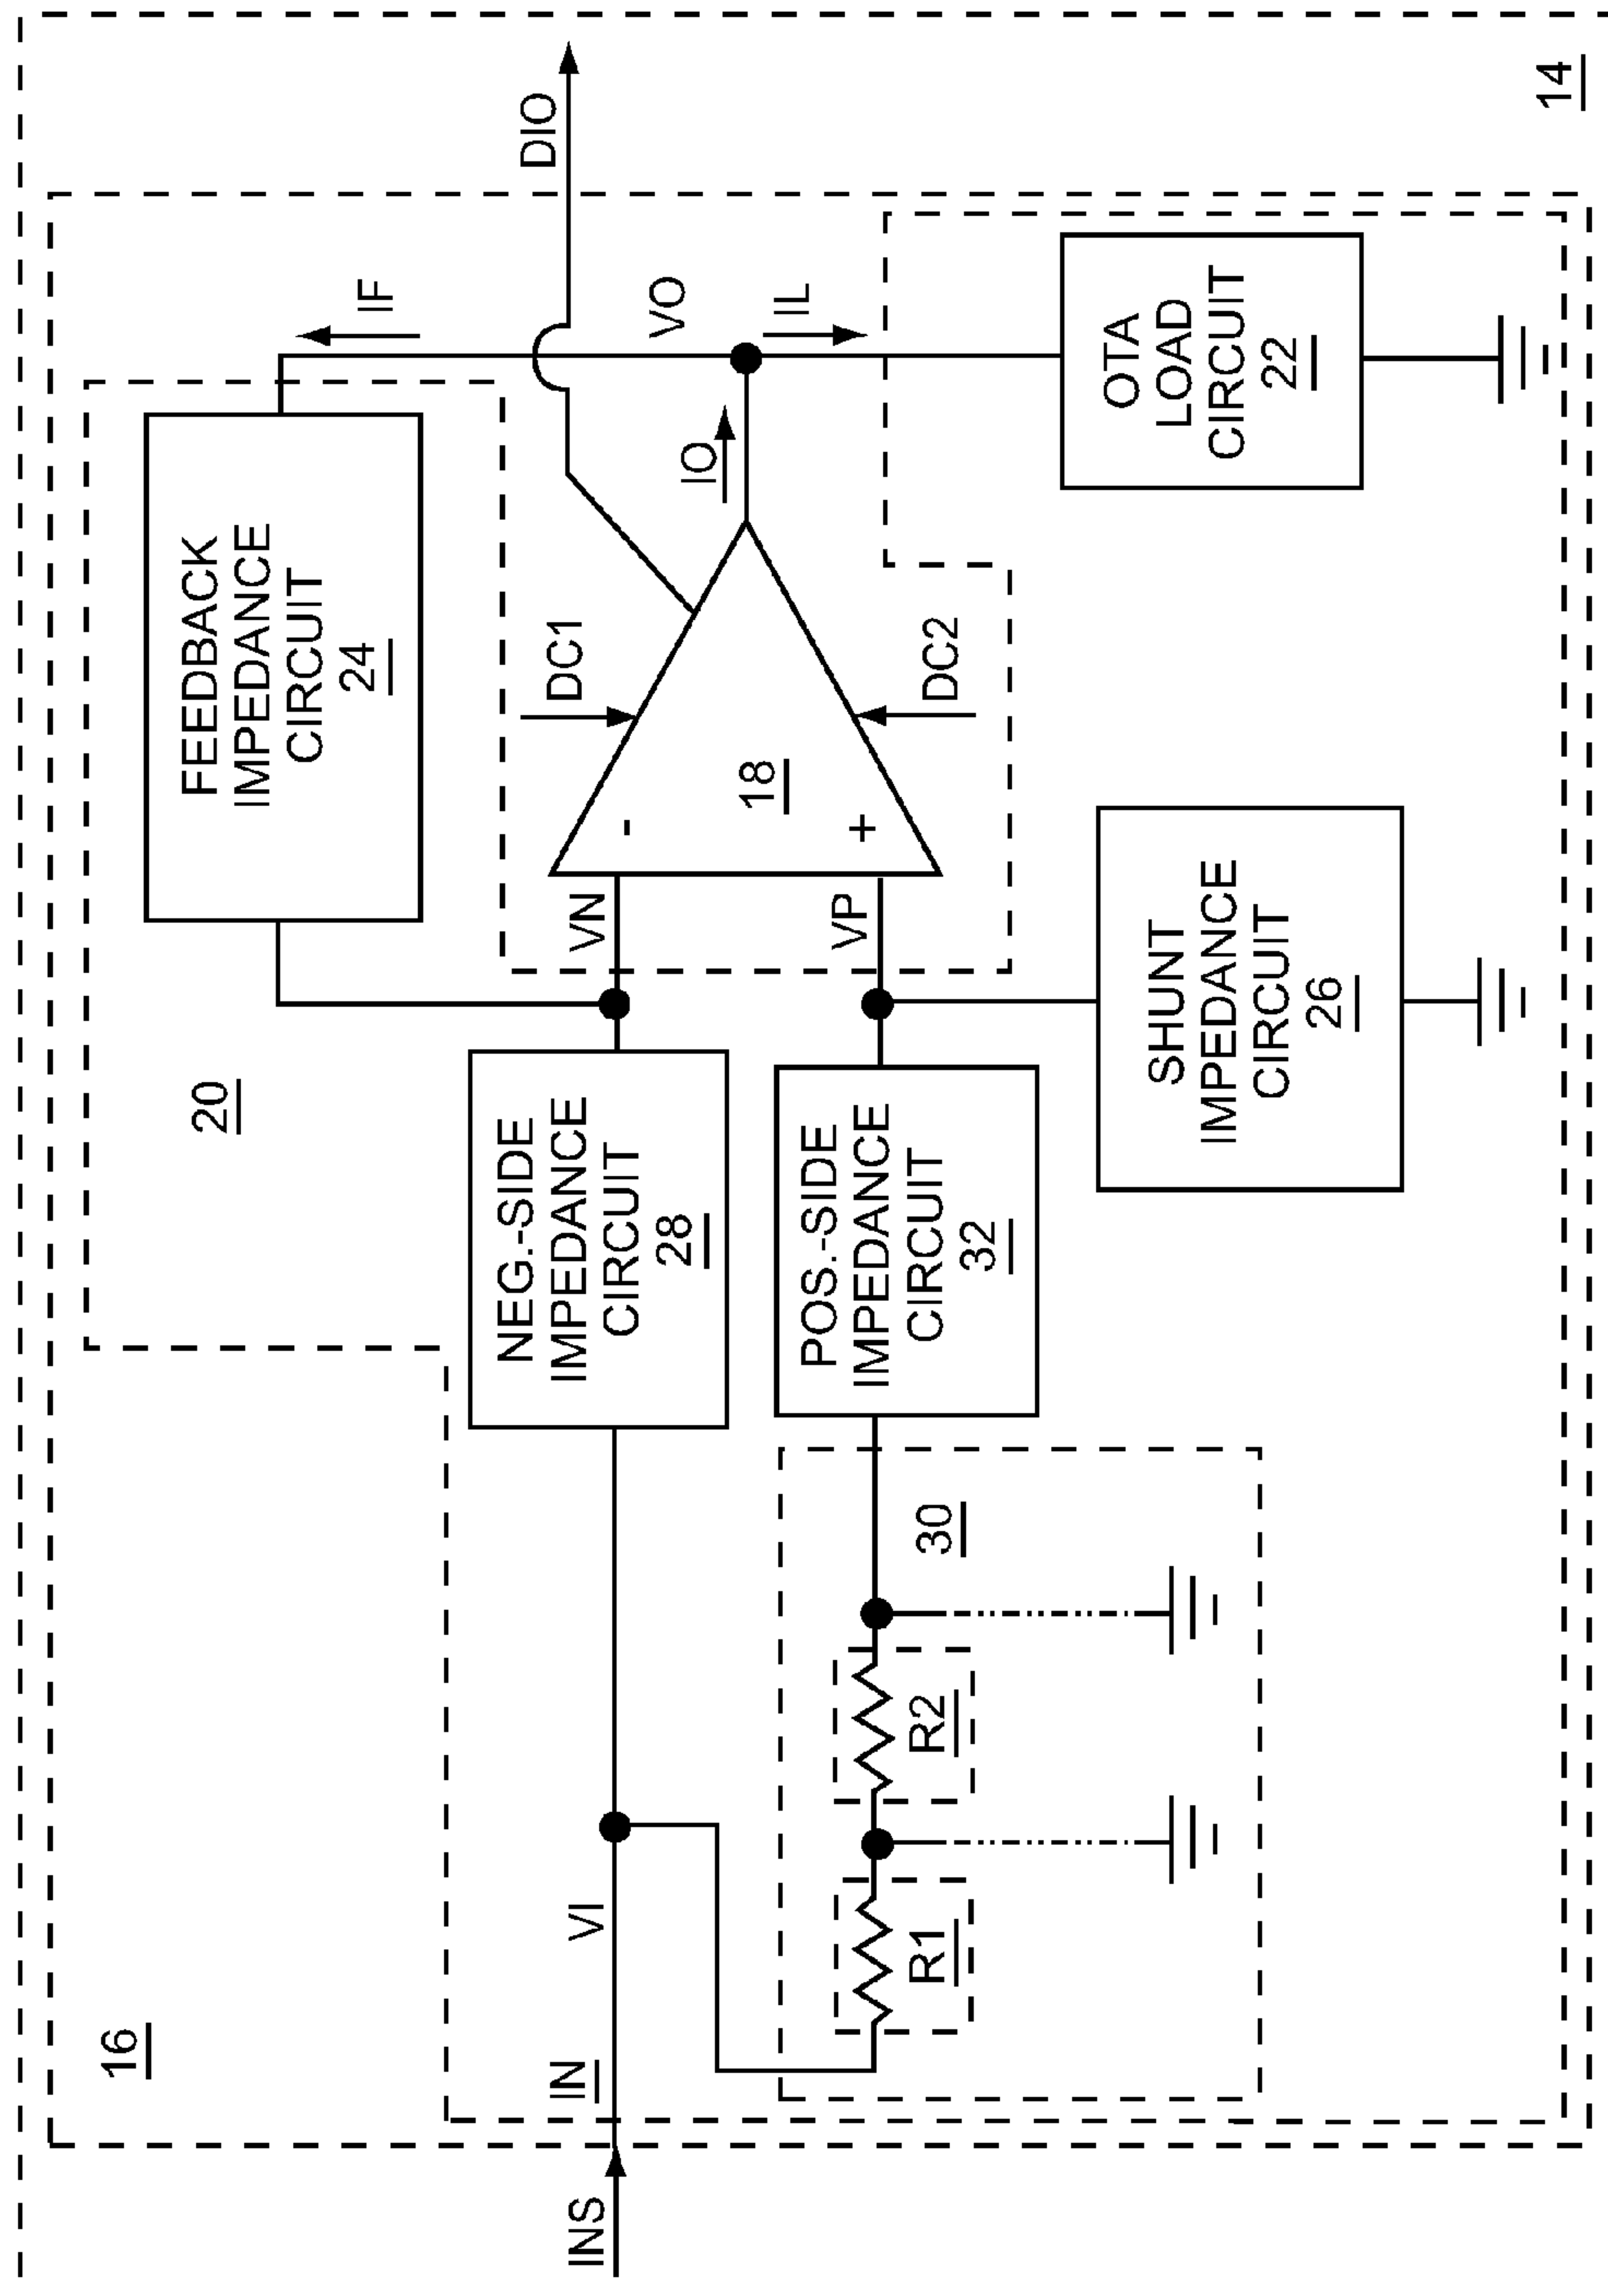 16
20
FEEDBACK
IMPEDANCE
CIRCUIT
24
IF
DIO
INS
IN
VI
NEG.-SIDE
IMPEDANCE
CIRCUIT
28
VN
-
DC1
18
IO
VO
IL
R1
R2
30
POS.-SIDE
IMPEDANCE
CIRCUIT
32
VP
+
DC2
SHUNT
IMPEDANCE
CIRCUIT
26
OTA
LOAD
CIRCUIT
22
14